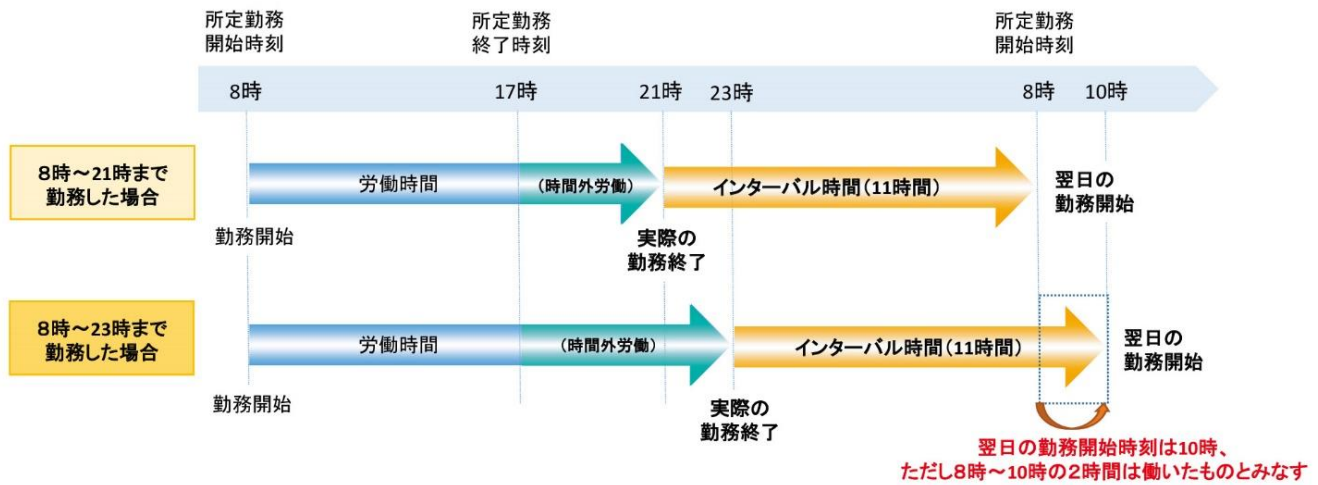 所定勤務
開始時刻
所定勤務
終了時刻
所定勤務
開始時刻
8時
17時
21時
23時
8時
10時
8時～21時まで
勤務した場合
労働時間
(時間外労働)
インターバル時間(11時間)
翌日の
勤務開始
勤務開始
実際の
勤務終了
8時～23時まで
勤務した場合
労働時間
(時間外労働)
インターバル時間(11時間)
翌日の
勤務開始
勤務開始
実際の
勤務終了
翌日の勤務開始時刻は10時、
ただし8時～10時の2時間は働いたものとみなす